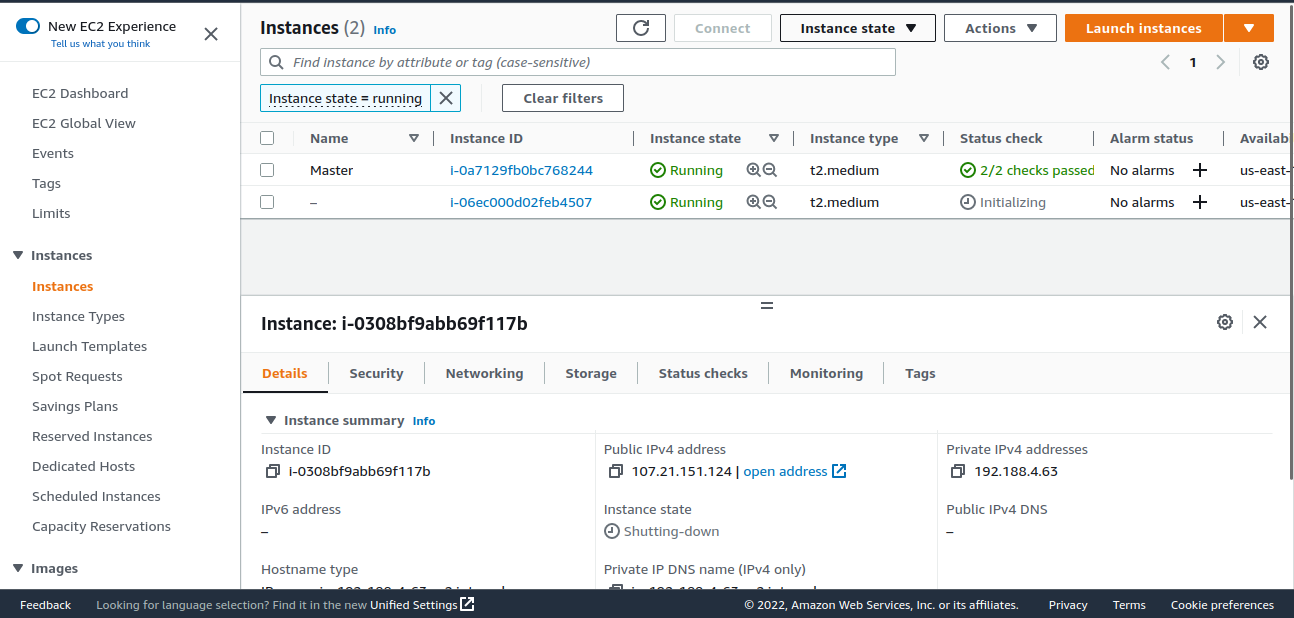 New EC2 Experience
Tell us what you think
EC2 Dashboard
EC2 Global View
Events
Tags
Limits
Instances
Instances
Instance Types
Launch Templates
Spot Requests
Savings Plans
Reserved Instances
Dedicated Hosts
Scheduled Instances
Capacity Reservations
Images
Instances (2) Info
Connect
Instance state
Actions
Launch instances
Find instance by attribute or tag (case-sensitive)
1
Instance state = running
Clear filters
Name Instance ID Instance state Instance type Status check Alarm status Availab
Master i-0a7129fb0bc768244 Running t2.medium 2/2 checks passed No alarms + us-east-
– i-06ec000d02feb4507 Running t2.medium Initializing No alarms + us-east-
Instance: i-0308bf9abb69f117b
Details Security Networking Storage Status checks Monitoring Tags
Instance summary Info
Instance ID
i-0308bf9abb69f117b
Public IPv4 address
107.21.151.124 | open address
Private IPv4 addresses
192.188.4.63
IPv6 address
–
Instance state
Shutting-down
Public IPv4 DNS
–
Hostname type
Private IP DNS name (IPv4 only)
Feedback Looking for language selection? Find it in the new Unified Settings © 2022, Amazon Web Services, Inc. or its affiliates. Privacy Terms Cookie preferences